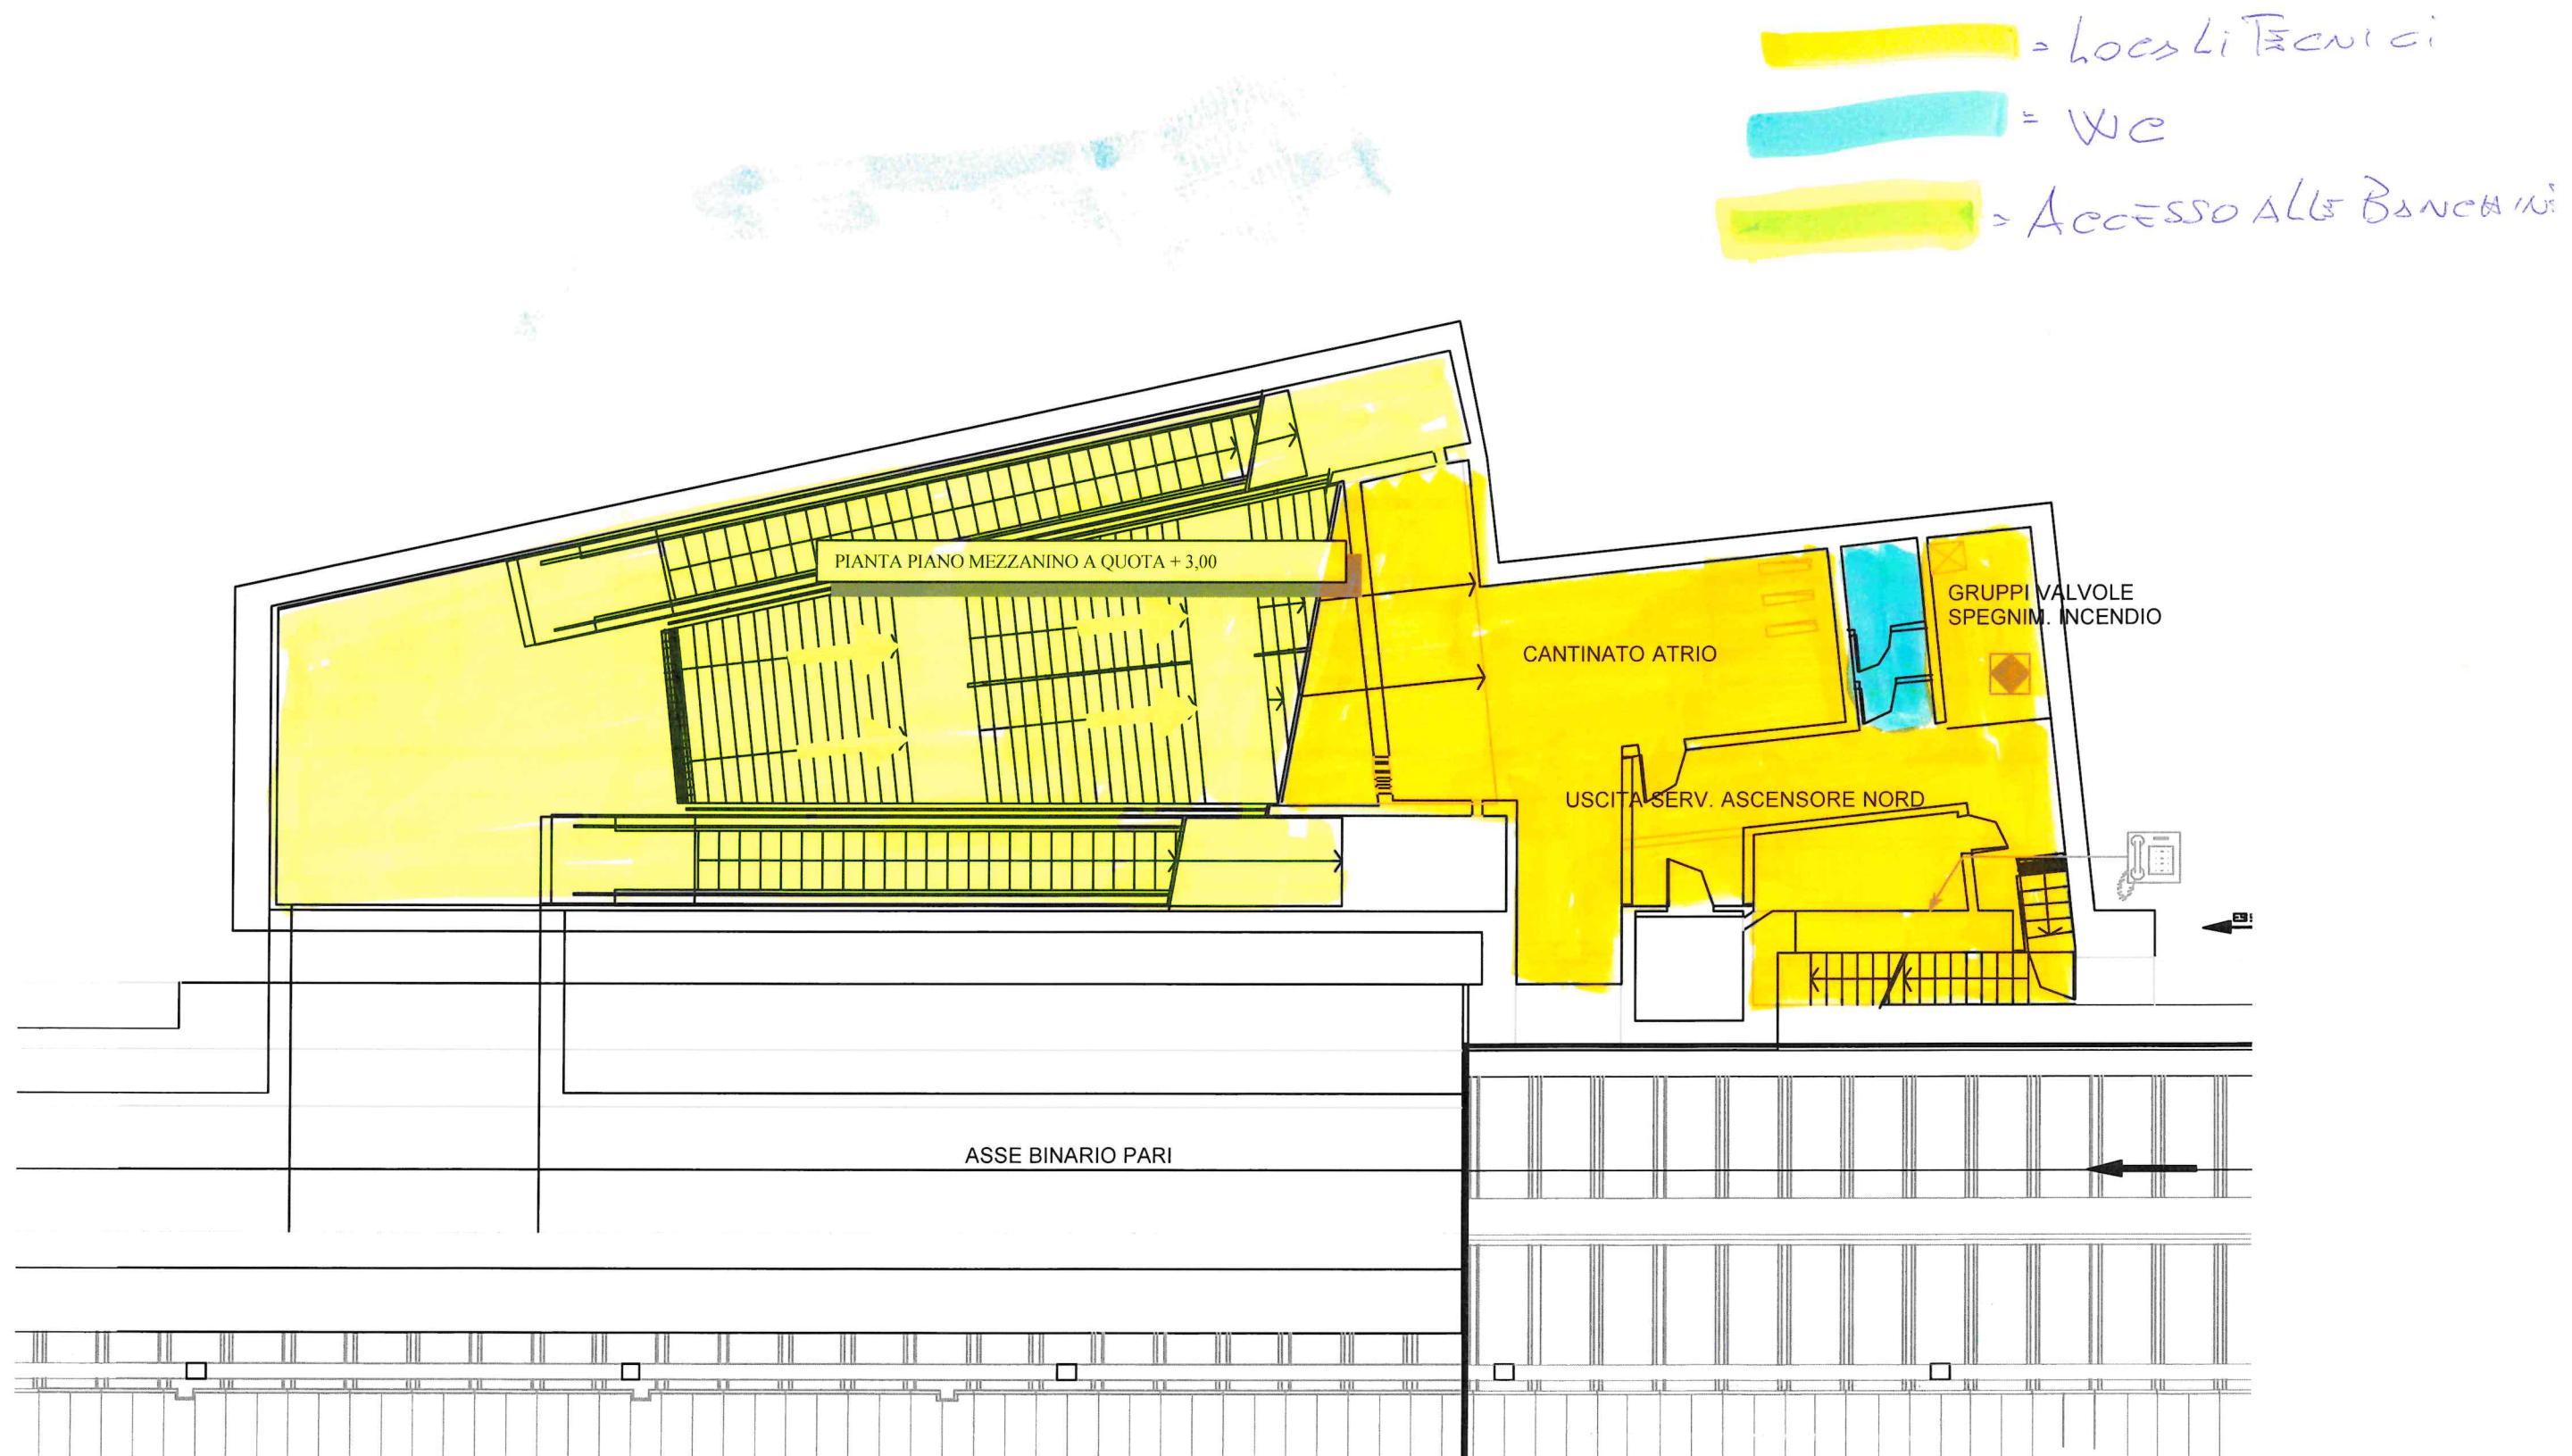 = LOCALI TECNICI
= WC
= ACCESSO ALLE BANCHINE
PIANTA PIANO MEZZANINO A QUOTA + 3,00
GRUPPI VALVOLE
SPEGNIM. INCENDIO
CANTINATO ATRIO
USCITA SERV. ASCENSORE NORD
ASSE BINARIO PARI